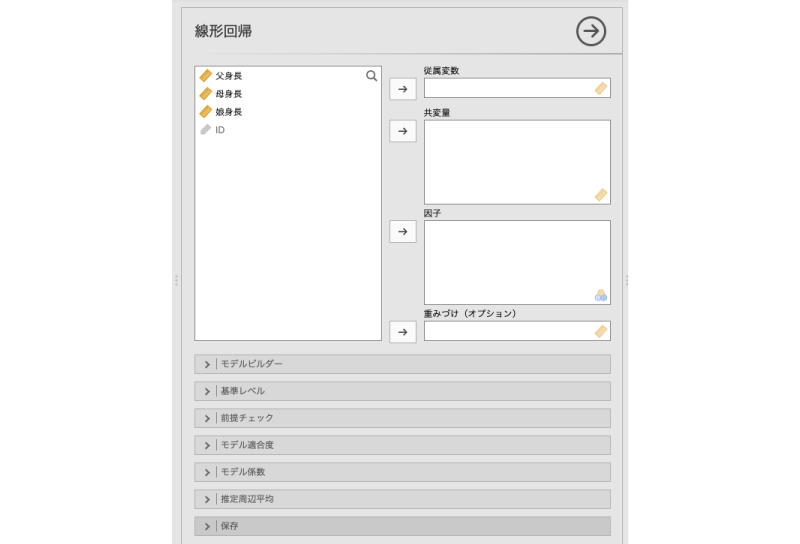 線形回帰
父身長
母身長
娘身長
ID
従属変数
共変量
因子
重みづけ（オプション）
モデルビルダー
基準レベル
前提チェック
モデル適合度
モデル係数
推定周辺平均
保存